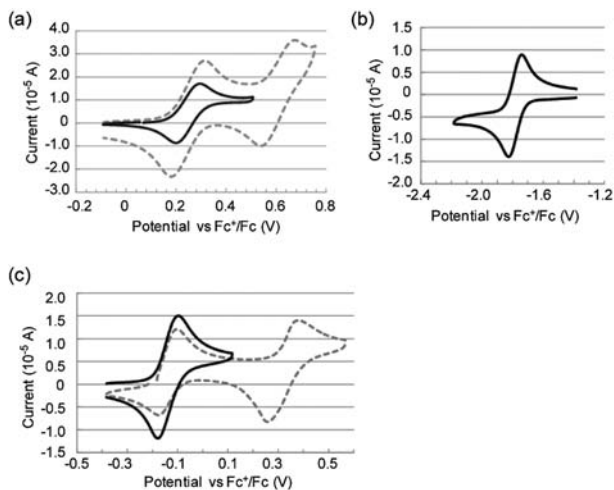 (a)
4.0
3.0
2.0
1.0
0
-1.0
-2.0
-3.0
Current (10⁻⁵ A)
-0.2 0 0.2 0.4 0.6 0.8
Potential vs Fc⁺/Fc (V)
(b)
1.5
1.0
0.5
0
-0.5
-1.0
-1.5
-2.0
Current (10⁻⁵ A)
-2.4 -2.0 -1.6 -1.2
Potential vs Fc⁺/Fc (V)
(c)
2.0
1.5
1.0
0.5
0
-0.5
-1.0
-1.5
Current (10⁻⁵ A)
-0.5 -0.3 -0.1 0.1 0.3 0.5
Potential vs Fc⁺/Fc (V)